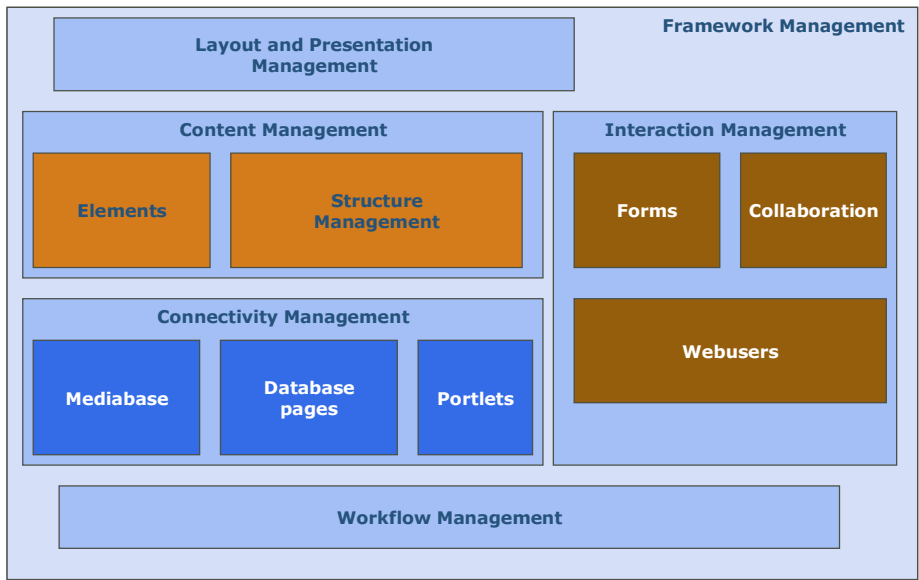 Framework Management
Layout and Presentation
Management
Content Management
Elements
Structure
Management
Interaction Management
Forms
Collaboration
Webusers
Connectivity Management
Mediabase
Database
pages
Portlets
Workflow Management